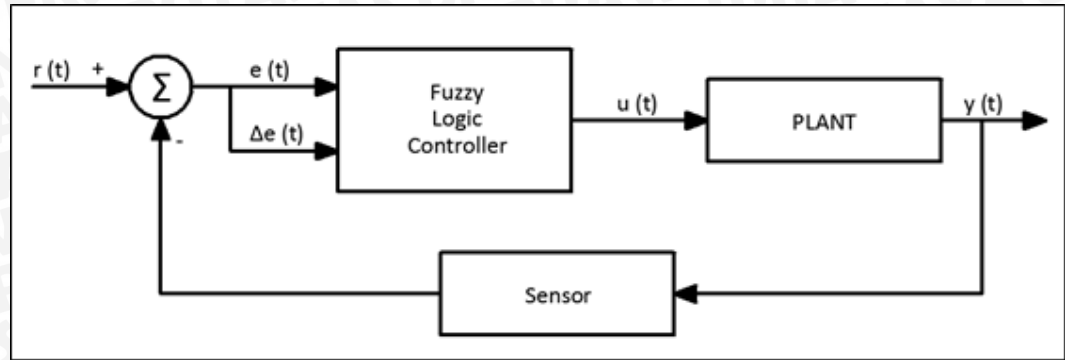 r (t)
+
Σ
-
e (t)
Δe (t)
Fuzzy
Logic
Controller
u (t)
PLANT
y (t)
Sensor